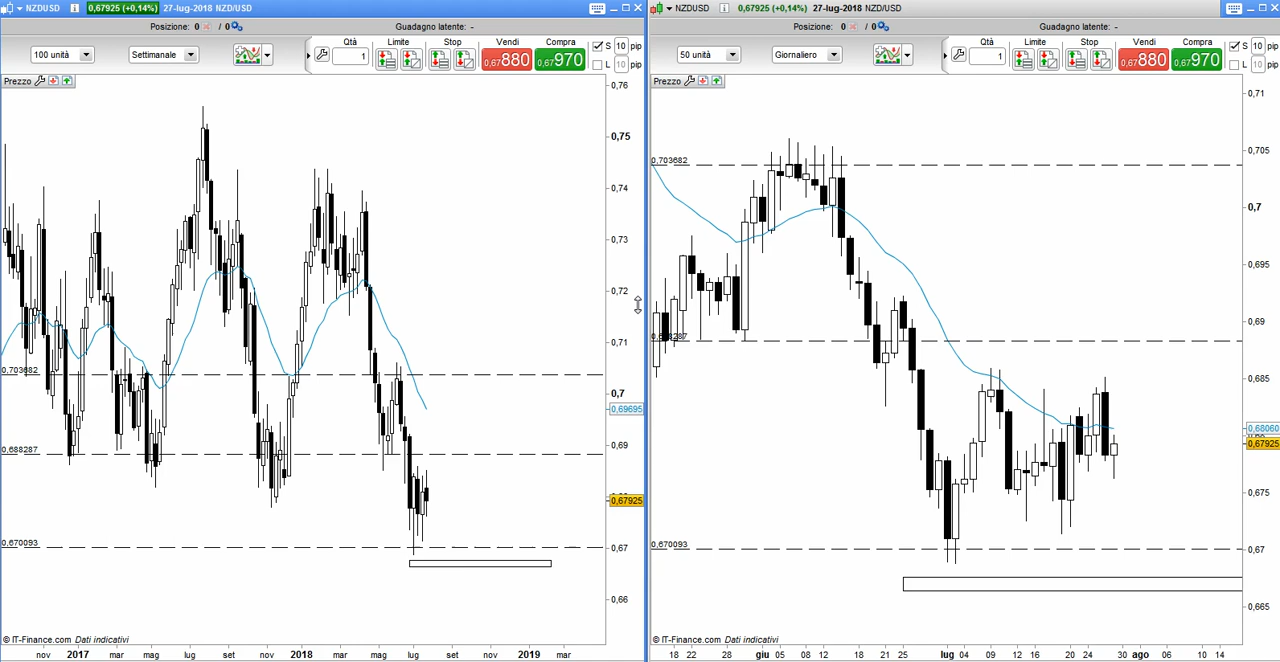 NZDUSD 0,67925 (+0,14%) 27-lug-2018 NZD/USD
Posizione: 0 / 0 Guadagno latente: -
100 unità Settimanale Qtà 1 Limite Stop Vendi 0,67880 Compra 0,67970 S 10 pip
L 10 pip
Prezzo
0,76
0,75
0,74
0,73
0,72
0,71
0,703682
0,7
0,69695
0,69
0,688287
0,67925
0,670093
0,67
0,66
© IT-Finance.com Dati indicativi
nov 2017 mar mag lug set nov 2018 mar mag lug set nov 2019 mar
NZDUSD 0,67925 (+0,14%) 27-lug-2018 NZD/USD
Posizione: 0 / 0 Guadagno latente: -
50 unità Giornaliero Qtà 1 Limite Stop Vendi 0,67880 Compra 0,67970 S 10 pip
L 10 pip
Prezzo
0,71
0,703682
0,705
0,7
0,695
0,69
0,685
0,68060
0,67925
0,675
0,670093
0,67
0,665
© IT-Finance.com Dati indicativi
18 22 28 giu 05 08 12 18 21 25 lug 04 09 12 16 20 24 30 ago 06 10 14